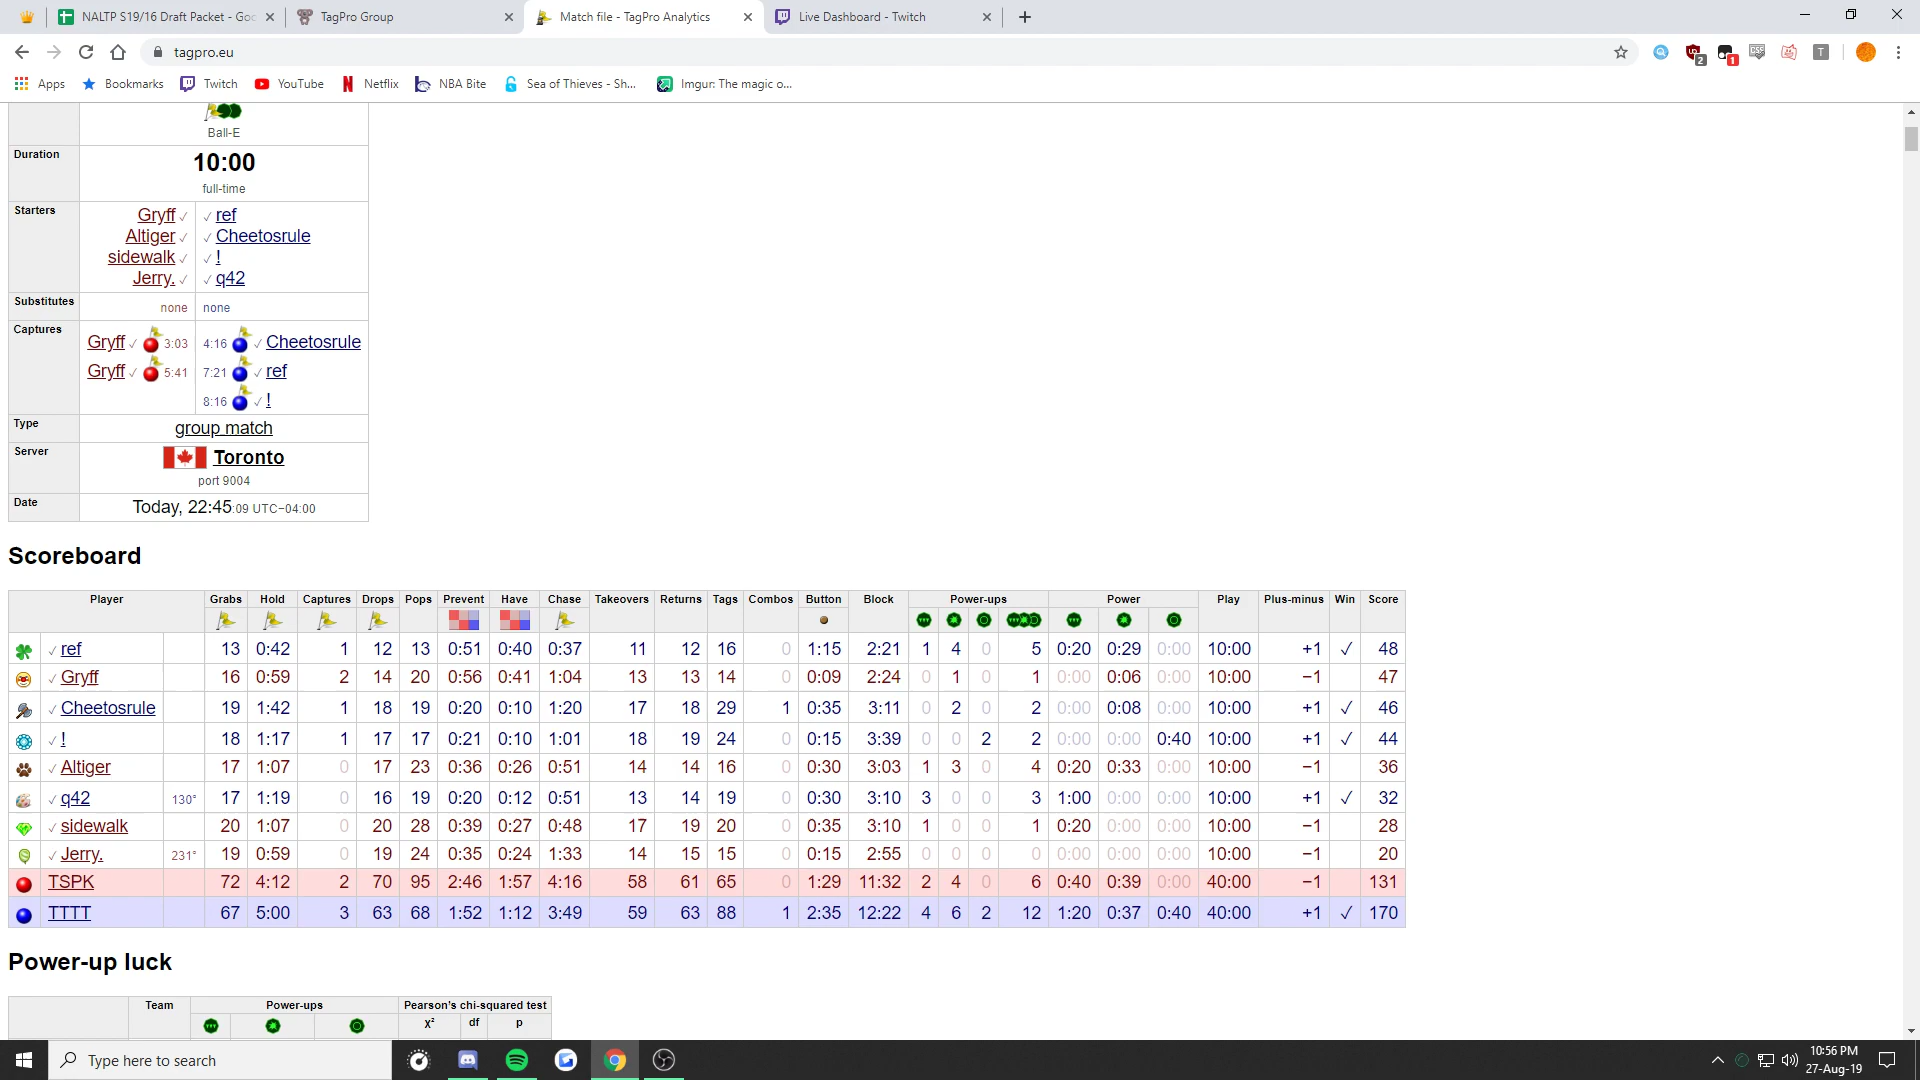 NALTP S19/16 Draft Packet - Goo
TagPro Group
Match file - TagPro Analytics
Live Dashboard - Twitch
tagpro.eu
Apps
Bookmarks
Twitch
YouTube
Netflix
NBA Bite
Sea of Thieves - Sh...
Imgur: The magic o...
Ball-E
Duration
10:00
full-time
Starters
Gryff ✓ ✓ ref
Altiger ✓ ✓ Cheetosrule
sidewalk ✓ ✓ !
Jerry. ✓ ✓ q42
Substitutes none none
Captures
Gryff ✓ 3:03 4:16 ✓ Cheetosrule
Gryff ✓ 5:41 7:21 ✓ ref
8:16 ✓ !
Type group match
Server Toronto
port 9004
Date Today, 22:45:09 UTC−04:00
Scoreboard
Player Grabs Hold Captures Drops Pops Prevent Have Chase Takeovers Returns Tags Combos Button Block Power-ups Power Play Plus-minus Win Score
✓ ref 13 0:42 1 12 13 0:51 0:40 0:37 11 12 16 0 1:15 2:21 1 4 0 5 0:20 0:29 0:00 10:00 +1 ✓ 48
✓ Gryff 16 0:59 2 14 20 0:56 0:41 1:04 13 13 14 0 0:09 2:24 0 1 0 1 0:00 0:06 0:00 10:00 −1 47
✓ Cheetosrule 19 1:42 1 18 19 0:20 0:10 1:20 17 18 29 1 0:35 3:11 0 2 0 2 0:00 0:08 0:00 10:00 +1 ✓ 46
✓ ! 18 1:17 1 17 17 0:21 0:10 1:01 18 19 24 0 0:15 3:39 0 0 2 2 0:00 0:00 0:40 10:00 +1 ✓ 44
✓ Altiger 17 1:07 0 17 23 0:36 0:26 0:51 14 14 16 0 0:30 3:03 1 3 0 4 0:20 0:33 0:00 10:00 −1 36
✓ q42 130° 17 1:19 0 16 19 0:20 0:12 0:51 13 14 19 0 0:30 3:10 3 0 0 3 1:00 0:00 0:00 10:00 +1 ✓ 32
✓ sidewalk 20 1:07 0 20 28 0:39 0:27 0:48 17 19 20 0 0:35 3:10 1 0 0 1 0:20 0:00 0:00 10:00 −1 28
✓ Jerry. 231° 19 0:59 0 19 24 0:35 0:24 1:33 14 15 15 0 0:15 2:55 0 0 0 0 0:00 0:00 0:00 10:00 −1 20
TSPK 72 4:12 2 70 95 2:46 1:57 4:16 58 61 65 0 1:29 11:32 2 4 0 6 0:40 0:39 0:00 40:00 −1 131
TTTT 67 5:00 3 63 68 1:52 1:12 3:49 59 63 88 1 2:35 12:22 4 6 2 12 1:20 0:37 0:40 40:00 +1 ✓ 170
Power-up luck
Team Power-ups Pearson's chi-squared test
χ² df p
Type here to search
10:56 PM
27-Aug-19